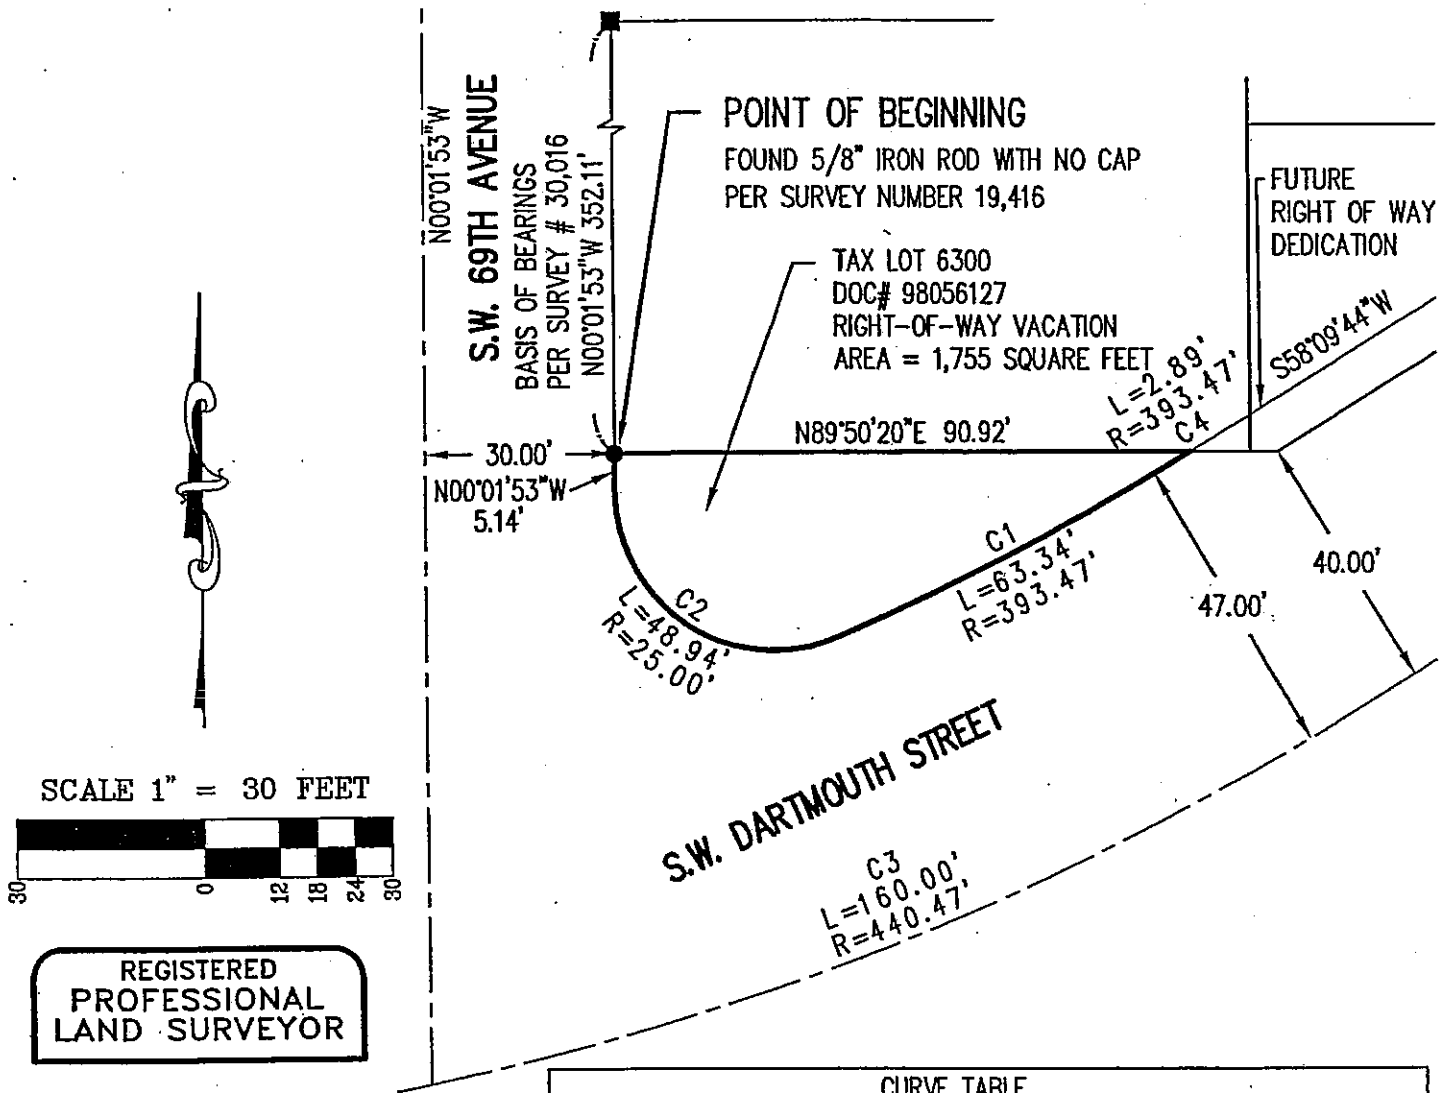 N00°01'53"W
S.W. 69TH AVENUE
BASIS OF BEARINGS
PER SURVEY # 30,016
N00°01'53"W 352.11'
POINT OF BEGINNING
FOUND 5/8" IRON ROD WITH NO CAP
PER SURVEY NUMBER 19,416
TAX LOT 6300
DOC# 98056127
RIGHT-OF-WAY VACATION
AREA = 1,755 SQUARE FEET
FUTURE
RIGHT OF WAY
DEDICATION
S58°09'44"W
L=2.89'
R=393.47'
C4
N89°50'20"E 90.92'
30.00'
N00°01'53"W
5.14'
C1
L=63.34'
R=393.47'
C2
L=48.94'
R=25.00'
47.00'
40.00'
S.W. DARTMOUTH STREET
C3
L=160.00'
R=440.47'
SCALE 1" = 30 FEET
30 0 12 18 24 30
REGISTERED
PROFESSIONAL
LAND SURVEYOR
CURVE TABLE